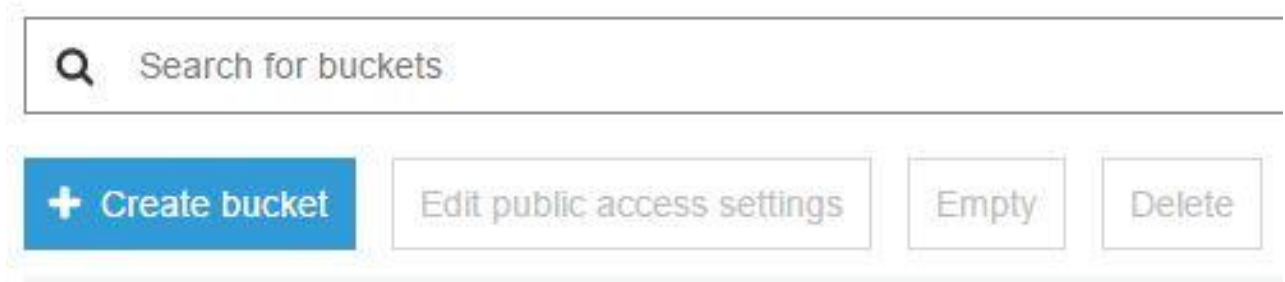 Search for buckets
Create bucket Edit public access settings Empty Delete